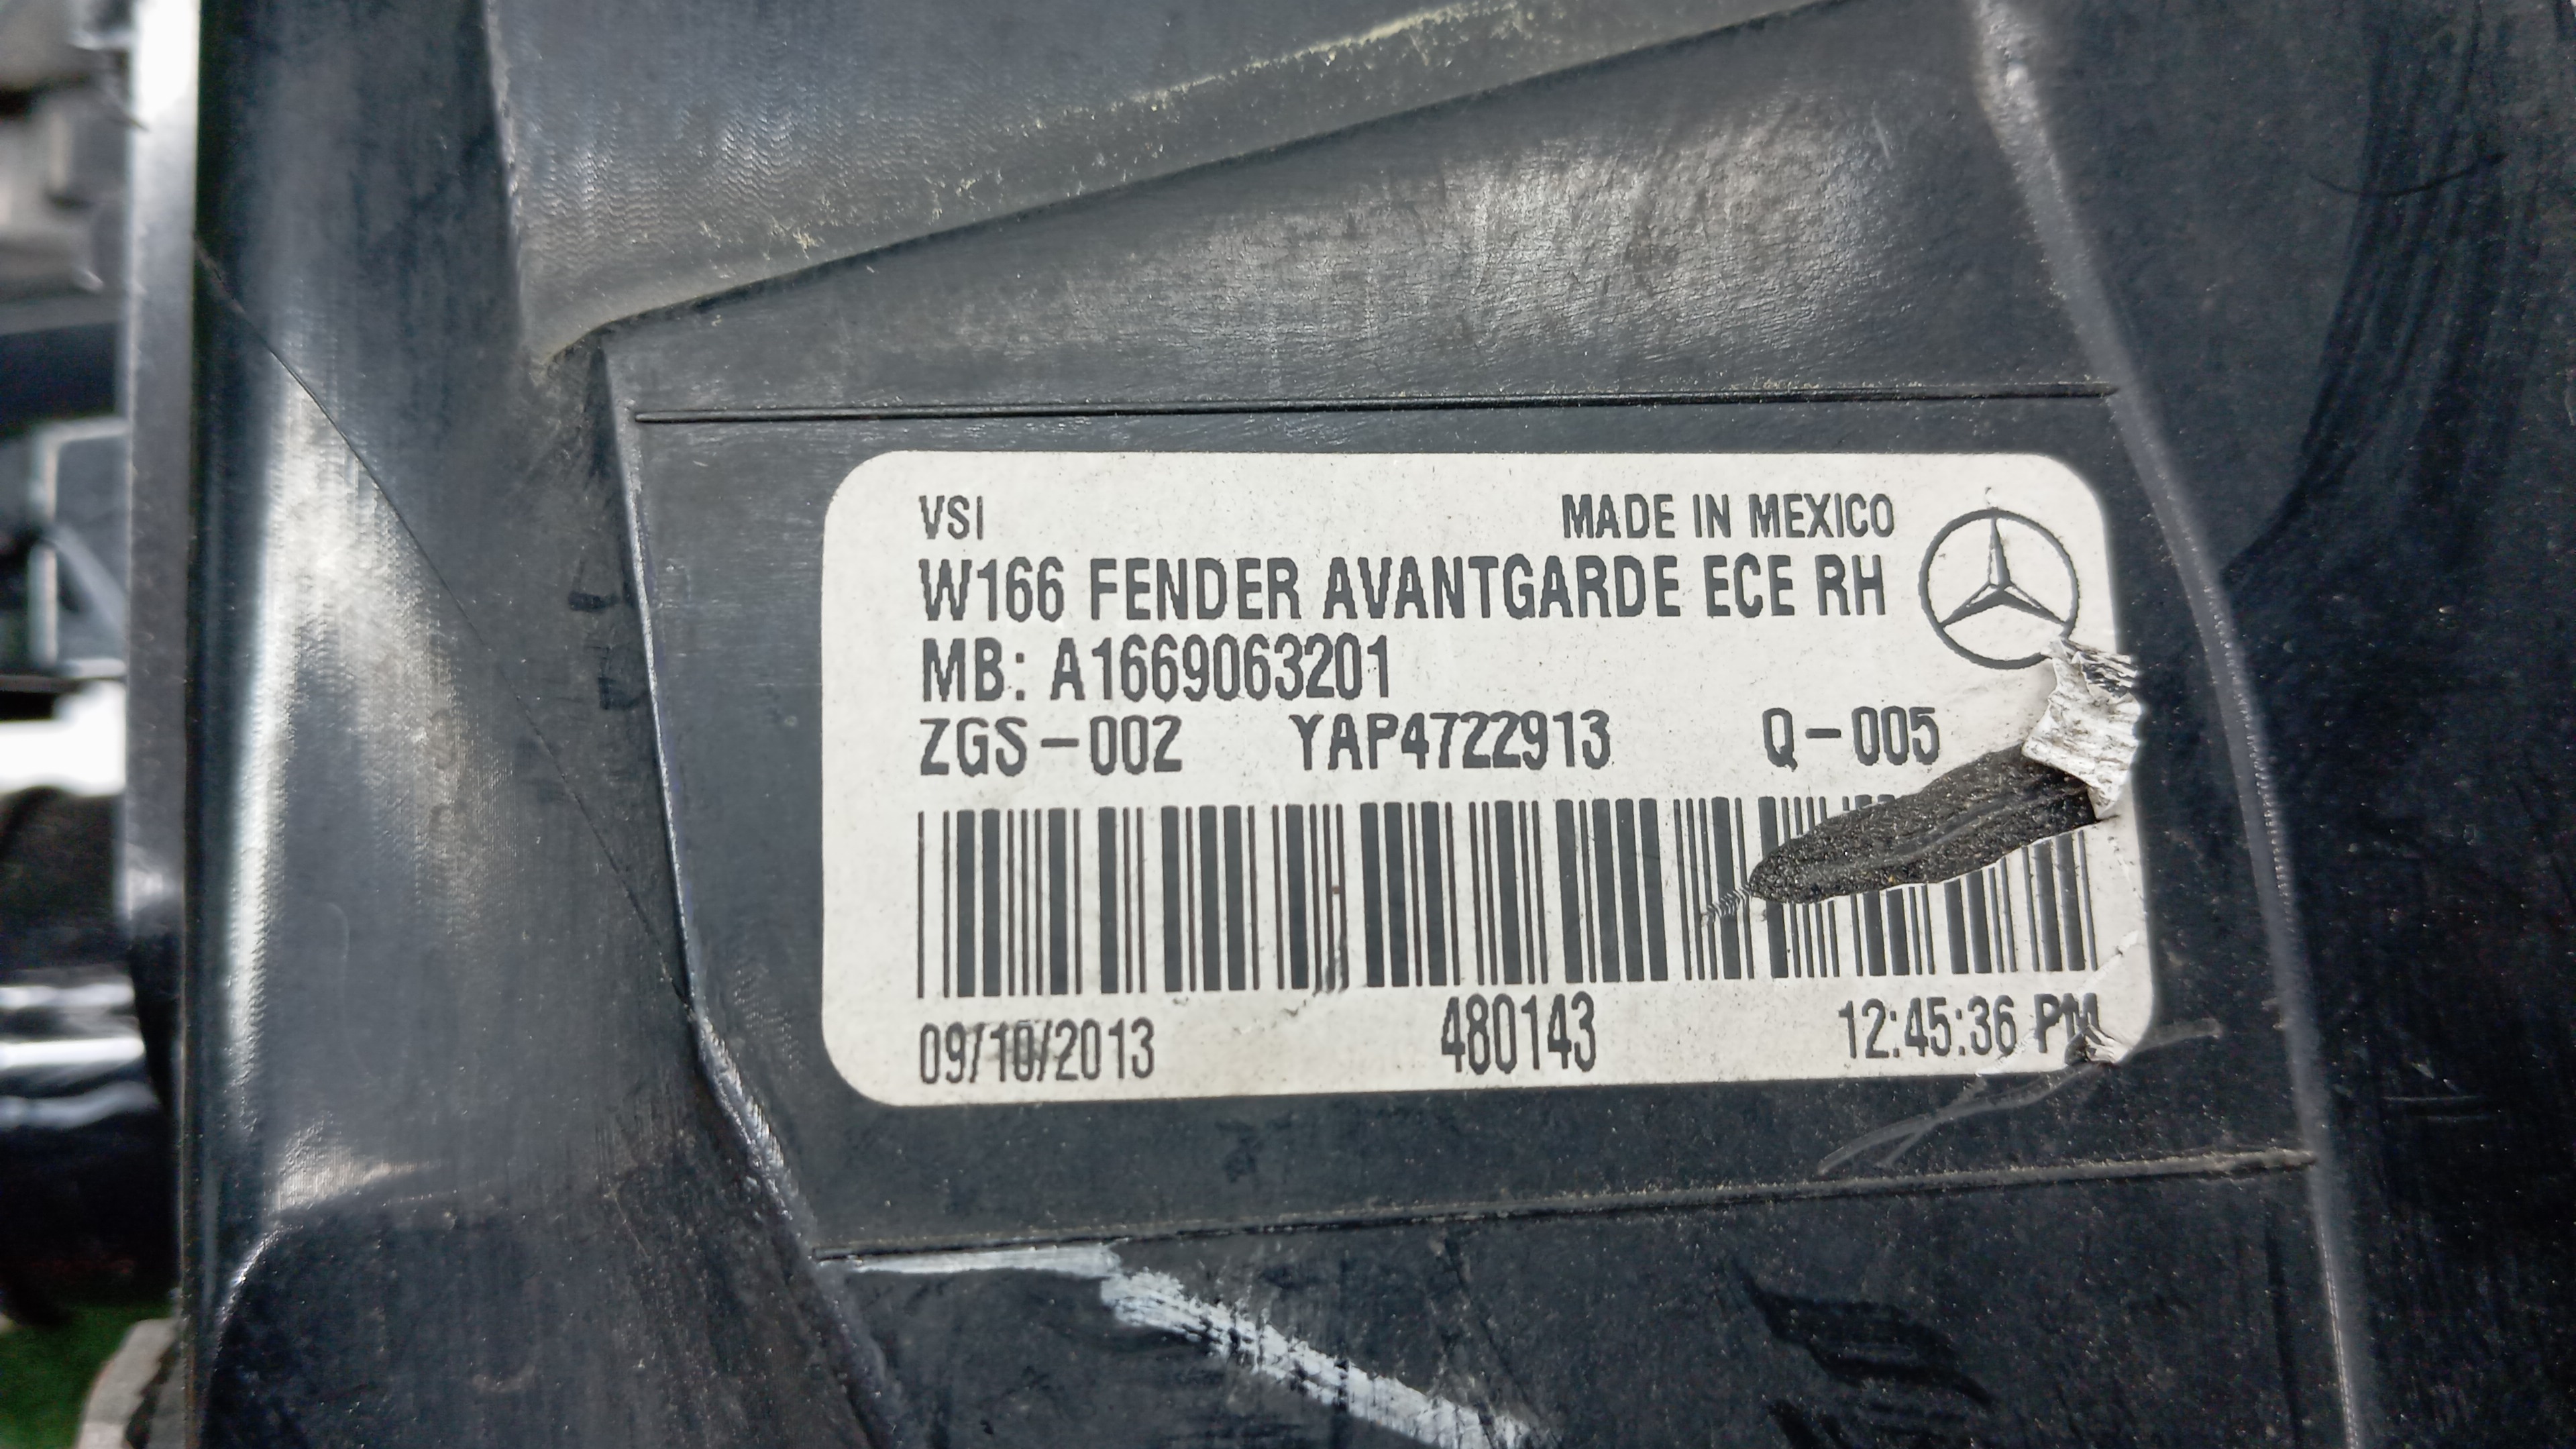 VSI MADE IN MEXICO
W166 FENDER AVANTGARDE ECE RH
MB: A1669063201
ZGS-002 YAP4722913 Q-005
09/10/2013 480143 12:45:36 PM